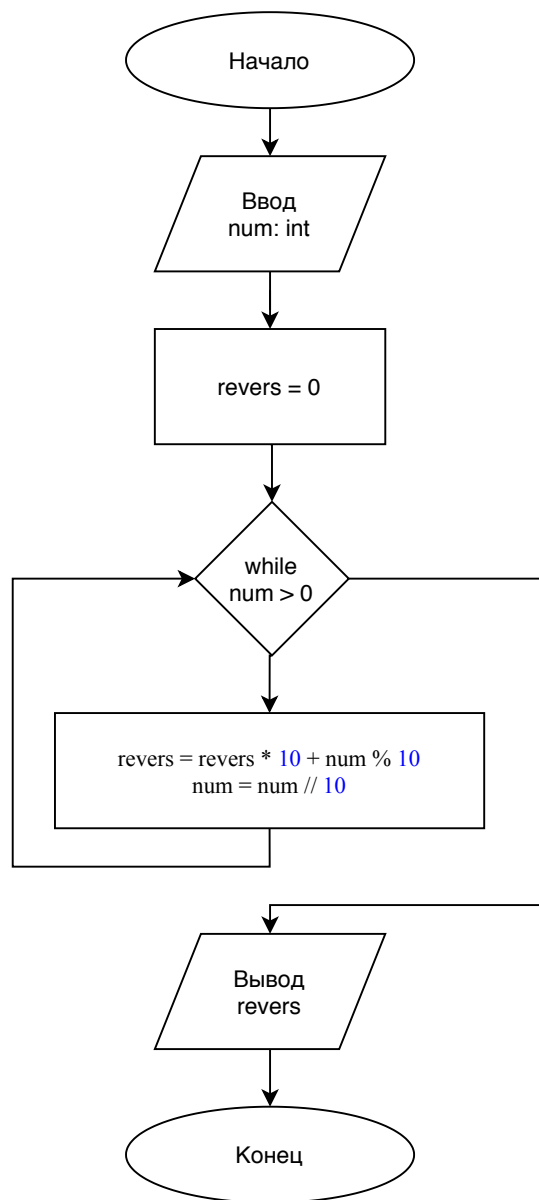 Начало
Ввод
num: int
revers = 0
while
num > 0
revers = revers * 10 + num % 10
num = num // 10
Вывод
revers
Конец